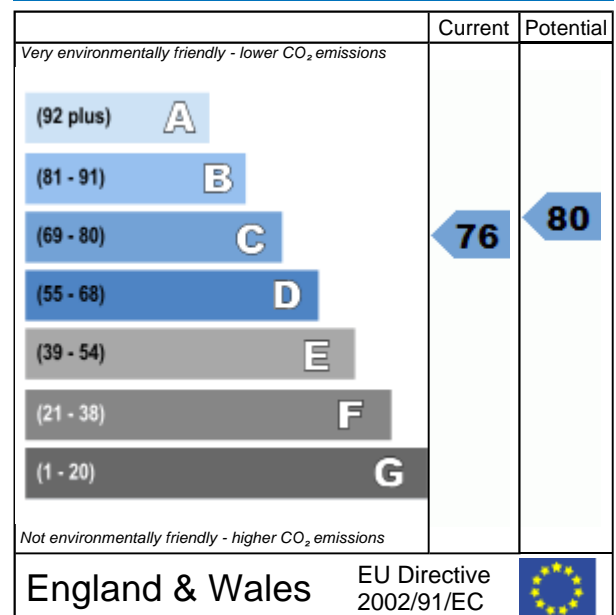 Current Potential
Very environmentally friendly - lower CO₂ emissions
(92 plus) A
(81 - 91) B
(69 - 80) C
76
80
(55 - 68) D
(39 - 54) E
(21 - 38) F
(1 - 20) G
Not environmentally friendly - higher CO₂ emissions
England & Wales
EU Directive
2002/91/EC